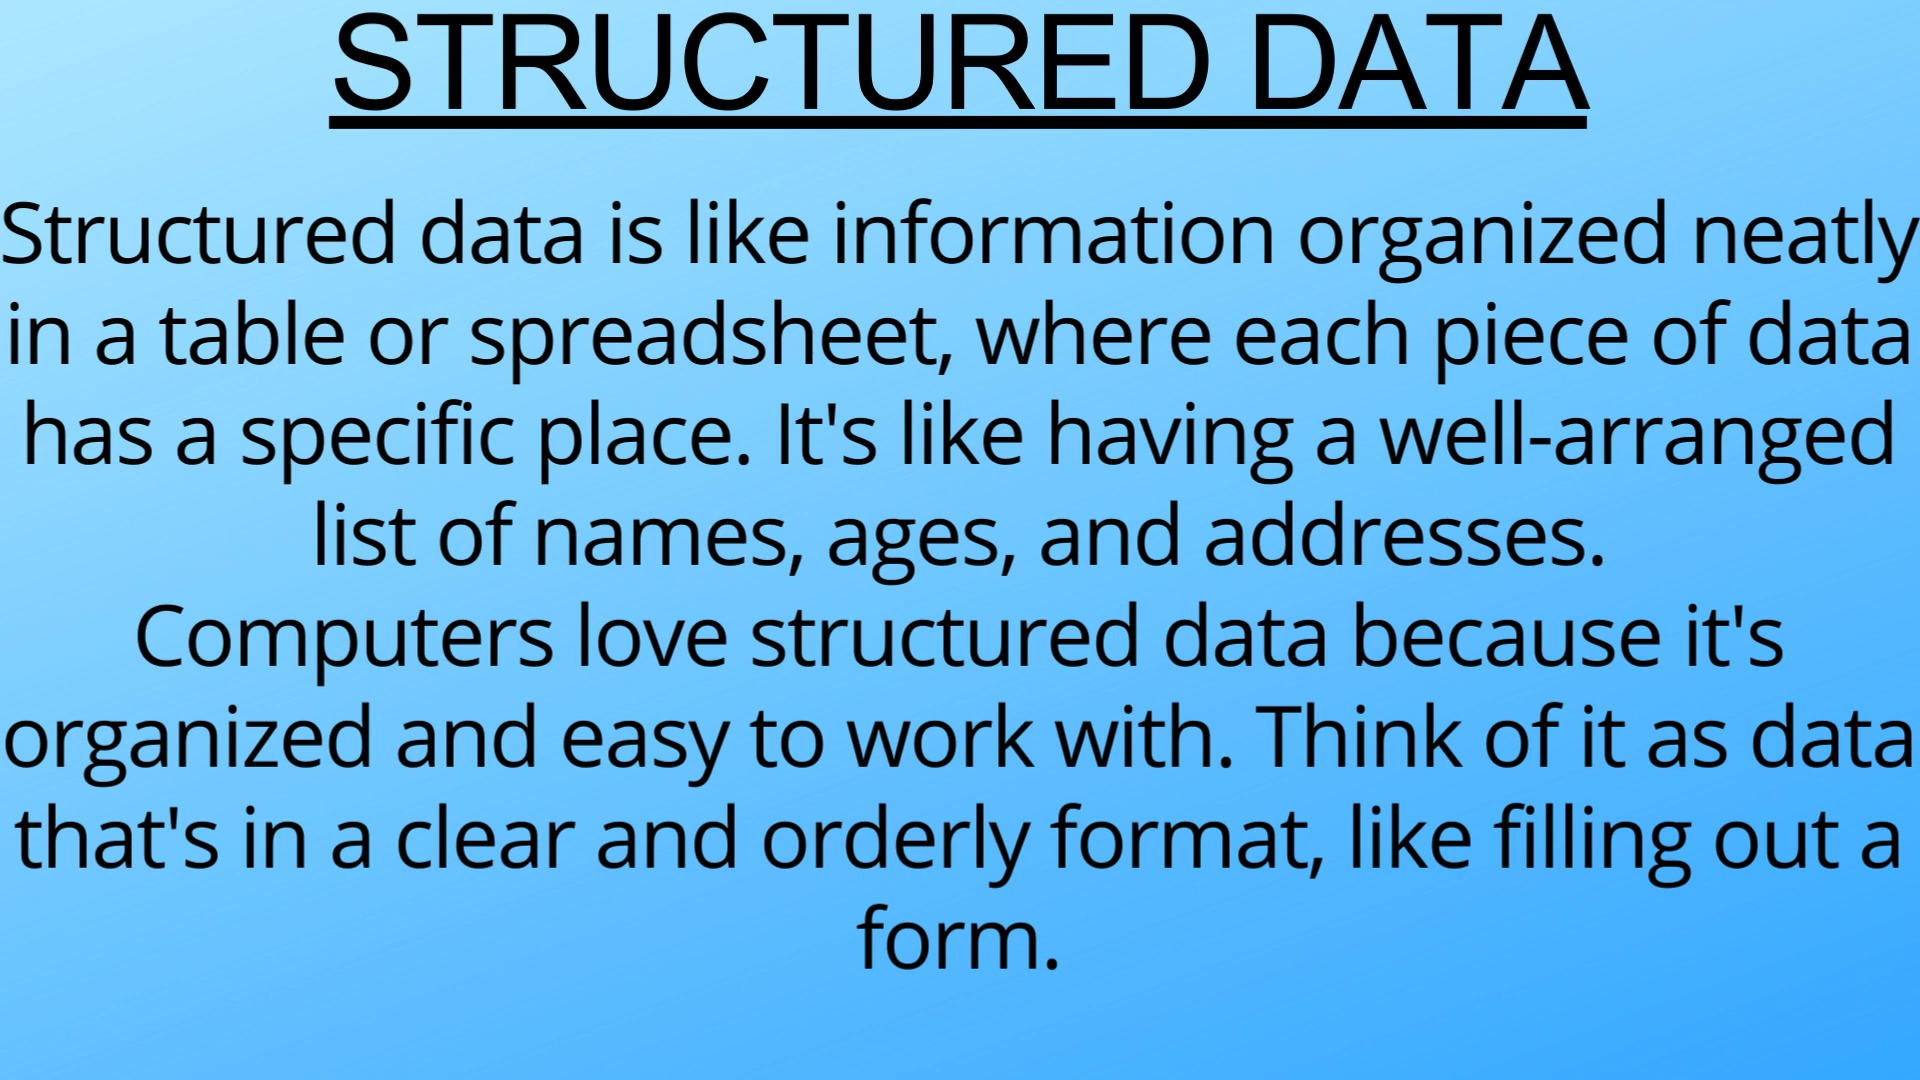 STRUCTURED DATA
Structured data is like information organized neatly
in a table or spreadsheet, where each piece of data
has a specific place. It's like having a well-arranged
list of names, ages, and addresses.
Computers love structured data because it's
organized and easy to work with. Think of it as data
that's in a clear and orderly format, like filling out a
form.